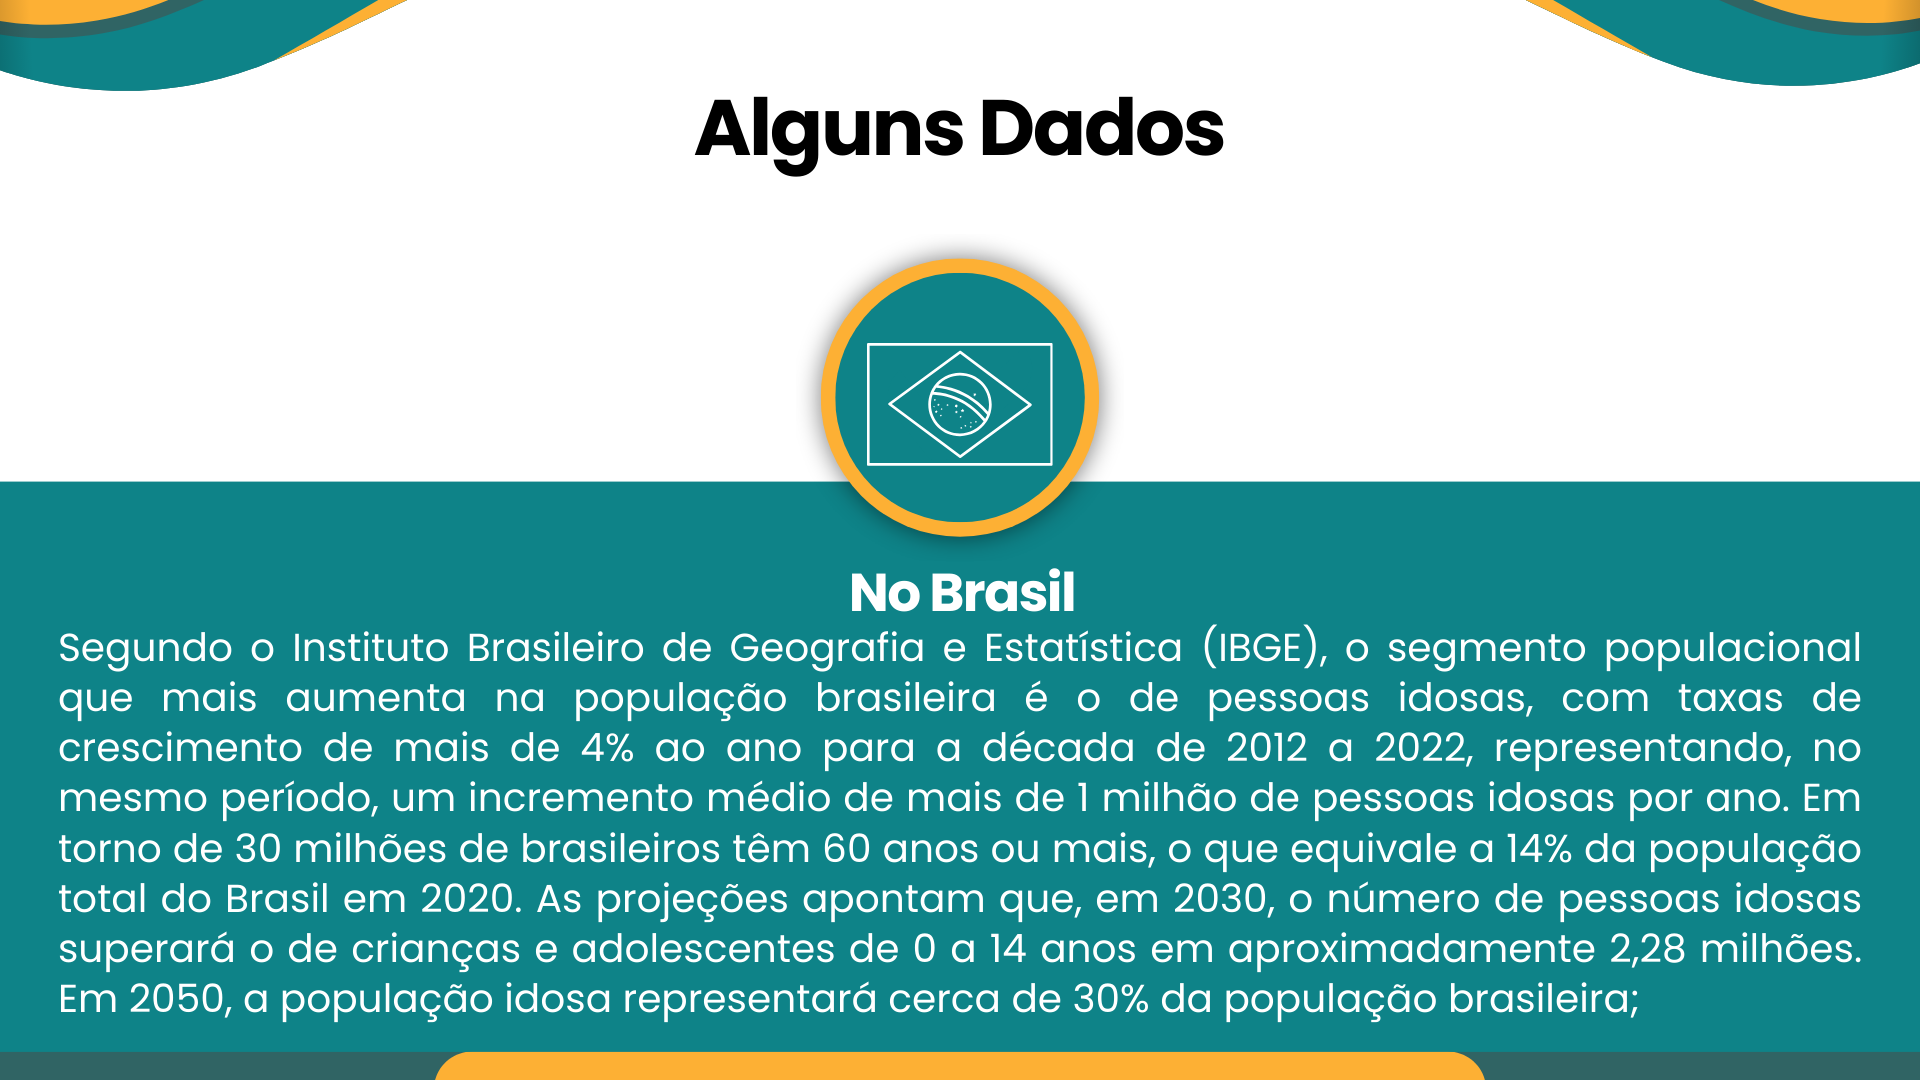 Alguns Dados
No Brasil
Segundo o Instituto Brasileiro de Geografia e Estatística (IBGE), o segmento populacional
que mais aumenta na população brasileira é o de pessoas idosas, com taxas de
crescimento de mais de 4% ao ano para a década de 2012 a 2022, representando, no
mesmo período, um incremento médio de mais de 1 milhão de pessoas idosas por ano. Em
torno de 30 milhões de brasileiros têm 60 anos ou mais, o que equivale a 14% da população
total do Brasil em 2020. As projeções apontam que, em 2030, o número de pessoas idosas
superará o de crianças e adolescentes de 0 a 14 anos em aproximadamente 2,28 milhões.
Em 2050, a população idosa representará cerca de 30% da população brasileira;